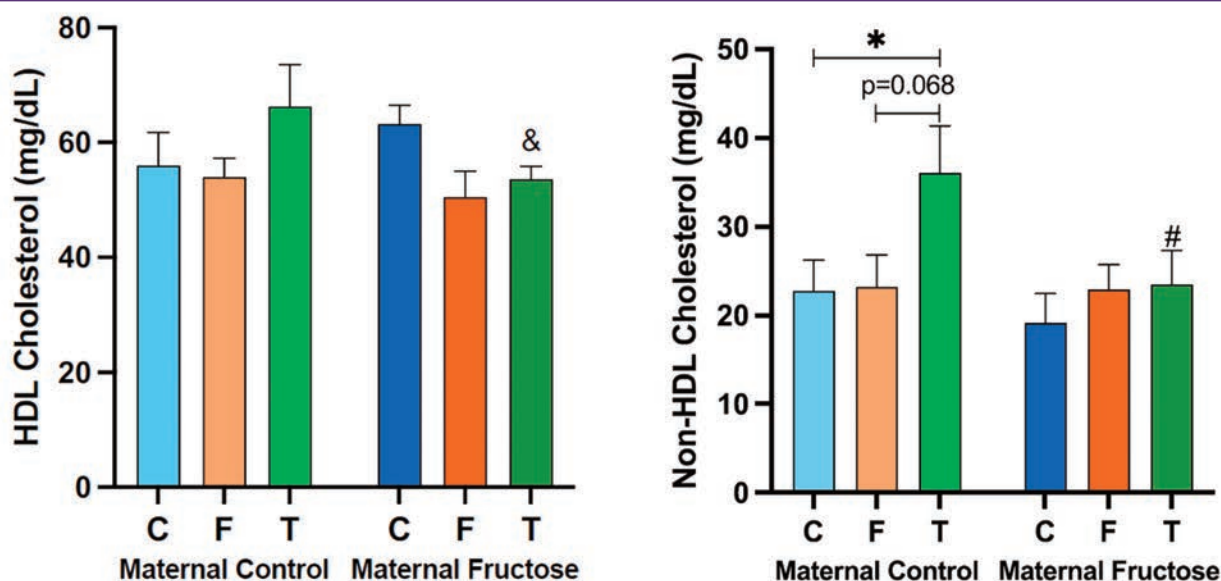 HDL Cholesterol (mg/dL)
80
60
40
20
0
&
C F T C F T
Maternal Control Maternal Fructose
Non-HDL Cholesterol (mg/dL)
50
40
30
20
10
0
*
p=0.068
#
C F T C F T
Maternal Control Maternal Fructose